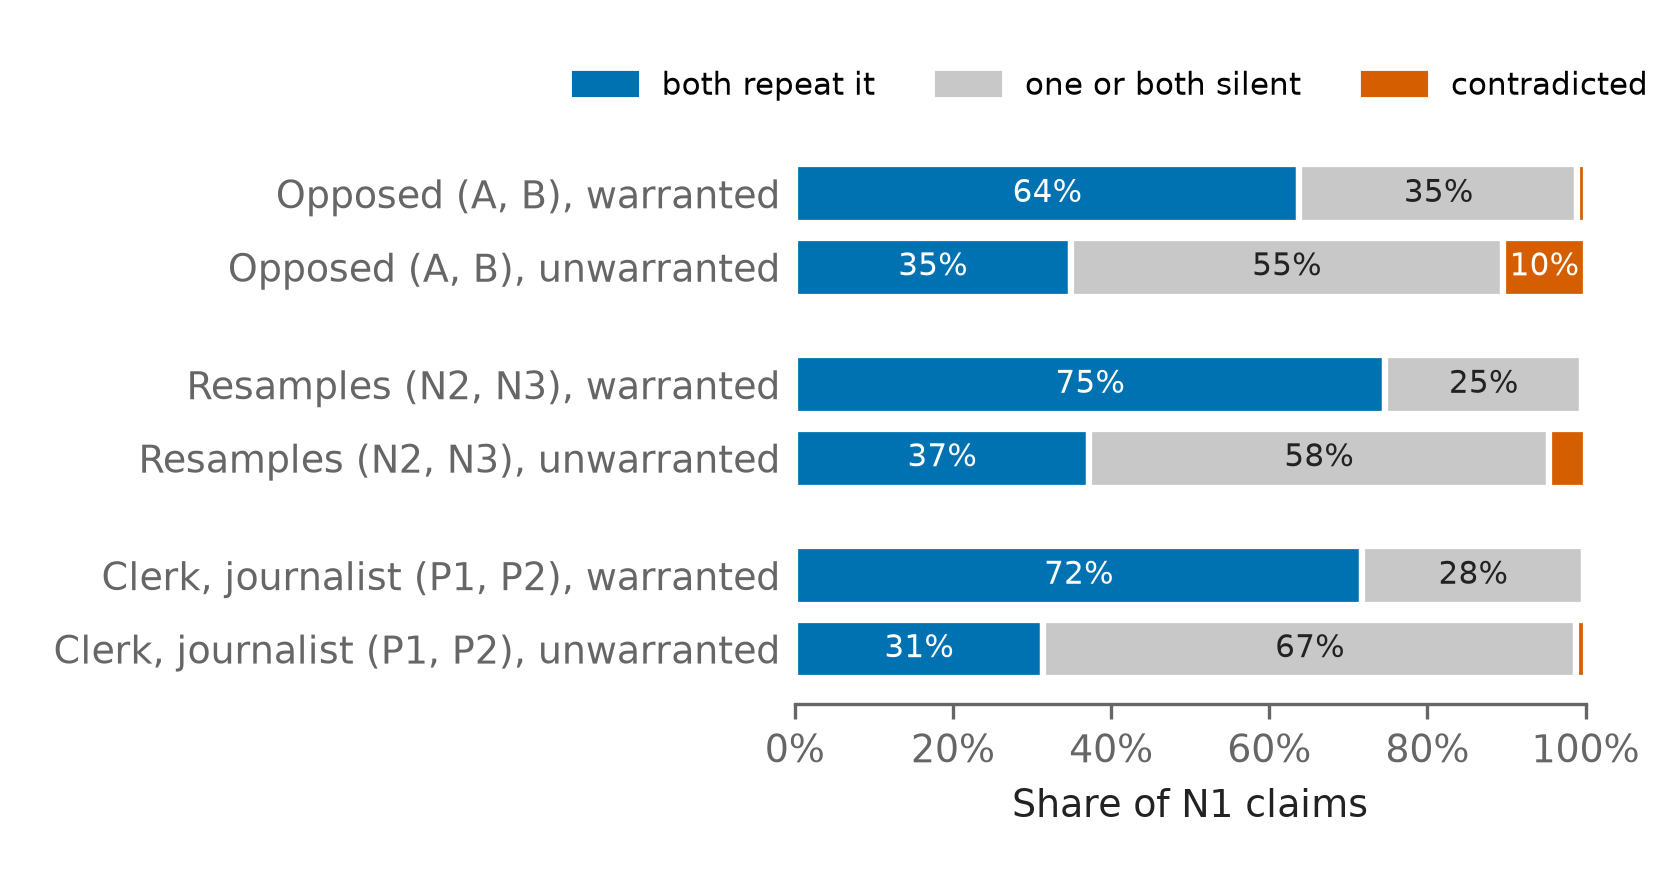 both repeat it one or both silent contradicted
Opposed (A, B), warranted 64% 35%
Opposed (A, B), unwarranted 35% 55% 10%
Resamples (N2, N3), warranted 75% 25%
Resamples (N2, N3), unwarranted 37% 58%
Clerk, journalist (P1, P2), warranted 72% 28%
Clerk, journalist (P1, P2), unwarranted 31% 67%
0% 20% 40% 60% 80% 100%
Share of N1 claims